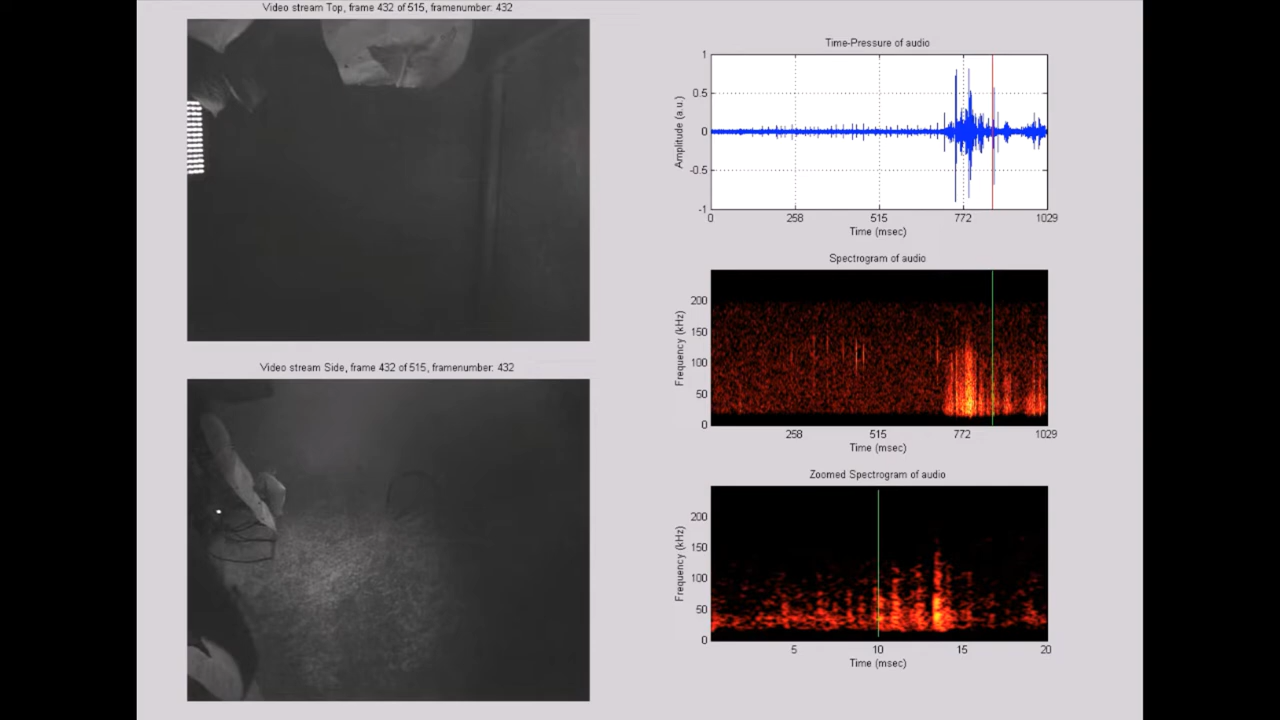 Video stream Top, frame 432 of 515, framenumber: 432
Video stream Side, frame 432 of 515, framenumber: 432
Time-Pressure of audio
Amplitude (a.u.)
1
0.5
0
-0.5
-1
0 258 515 772 1029
Time (msec)
Spectrogram of audio
Frequency (kHz)
200
150
100
50
0
258 515 772 1029
Time (msec)
Zoomed Spectrogram of audio
Frequency (kHz)
200
150
100
50
0
5 10 15 20
Time (msec)